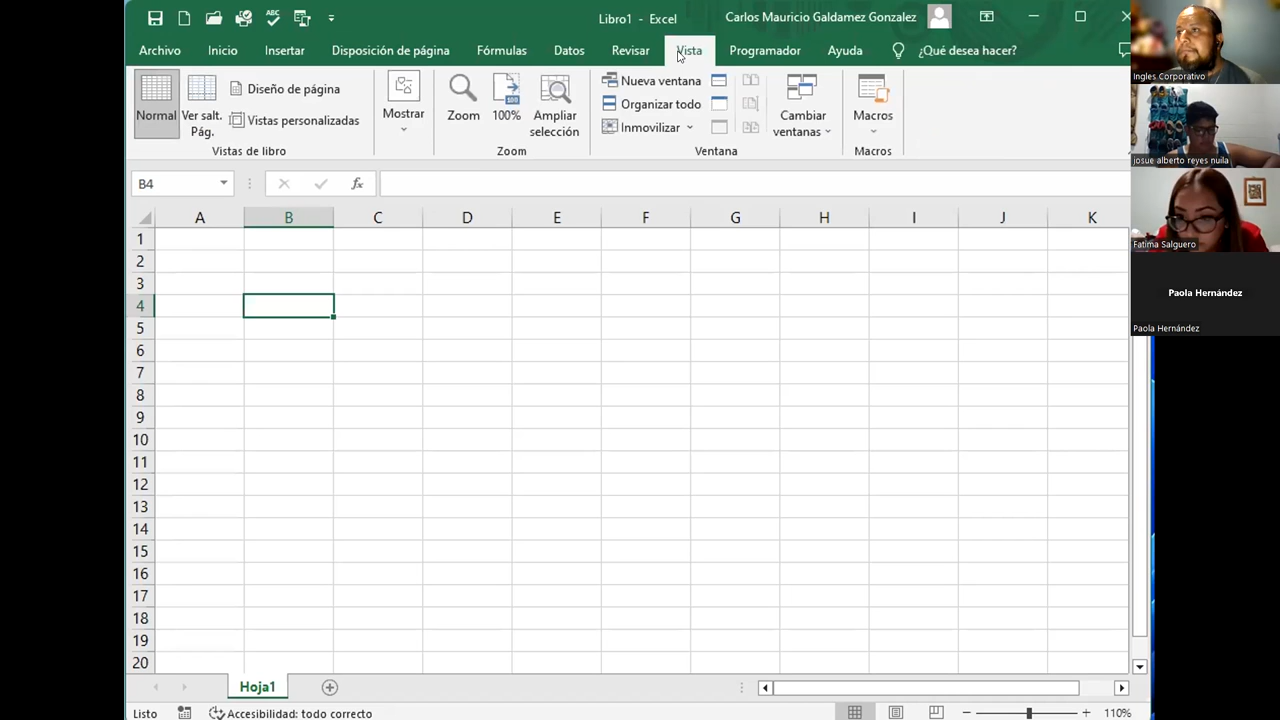 Libro1 - Excel
Carlos Mauricio Galdamez Gonzalez
Archivo Inicio Insertar Disposición de página Fórmulas Datos Revisar Vista Programador Ayuda ¿Qué desea hacer?
Normal
Ver salt. Pág.
Diseño de página
Vistas personalizadas
Vistas de libro
Mostrar
Zoom
100%
Ampliar selección
Zoom
Nueva ventana
Organizar todo
Inmovilizar
Cambiar ventanas
Ventana
Macros
Macros
B4
fx
A B C D E F G H I J K
1
2
3
4
5
6
7
8
9
10
11
12
13
14
15
16
17
18
19
20
Hoja1
Listo
Accesibilidad: todo correcto
110%
Ingles Corporativo
josue alberto reyes nuila
Fatima Salguero
Paola Hernández
Paola Hernández